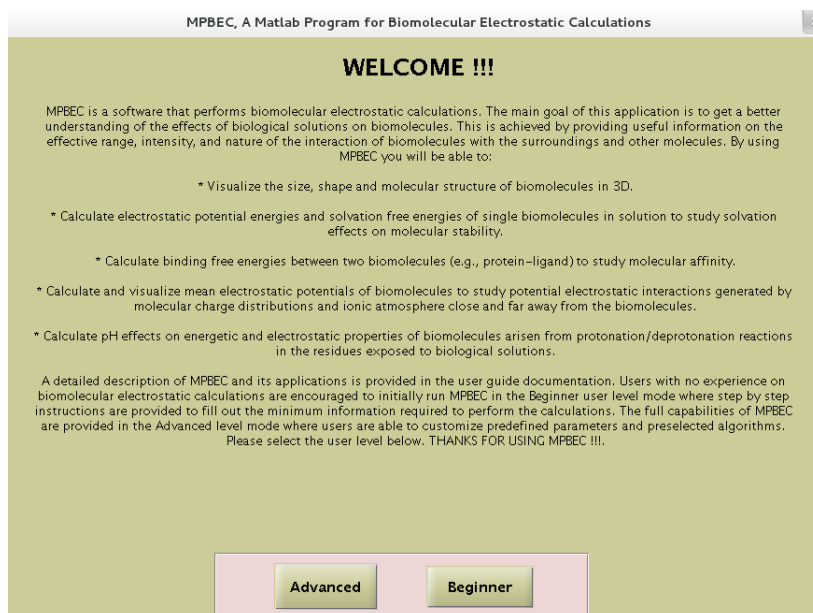 MPBEC, A Matlab Program for Biomolecular Electrostatic Calculations
WELCOME !!!
MPBEC is a software that performs biomolecular electrostatic calculations. The main goal of this application is to get a better
understanding of the effects of biological solutions on biomolecules. This is achieved by providing useful information on the
effective range, intensity, and nature of the interaction of biomolecules with the surroundings and other molecules. By using
MPBEC you will be able to:
* Visualize the size, shape and molecular structure of biomolecules in 3D.
* Calculate electrostatic potential energies and solvation free energies of single biomolecules in solution to study solvation
effects on molecular stability.
* Calculate binding free energies between two biomolecules (e.g., protein-ligand) to study molecular affinity.
* Calculate and visualize mean electrostatic potentials of biomolecules to study potential electrostatic interactions generated by
molecular charge distributions and ionic atmosphere close and far away from the biomolecules.
* Calculate pH effects on energetic and electrostatic properties of biomolecules arisen from protonation/deprotonation reactions
in the residues exposed to biological solutions.
A detailed description of MPBEC and its applications is provided in the user guide documentation. Users with no experience on
biomolecular electrostatic calculations are encouraged to initially run MPBEC in the Beginner user level mode where step by step
instructions are provided to fill out the minimum information required to perform the calculations. The full capabilities of MPBEC
are provided in the Advanced level mode where users are able to customize predefined parameters and preselected algorithms.
Please select the user level below. THANKS FOR USING MPBEC !!!.
Advanced
Beginner